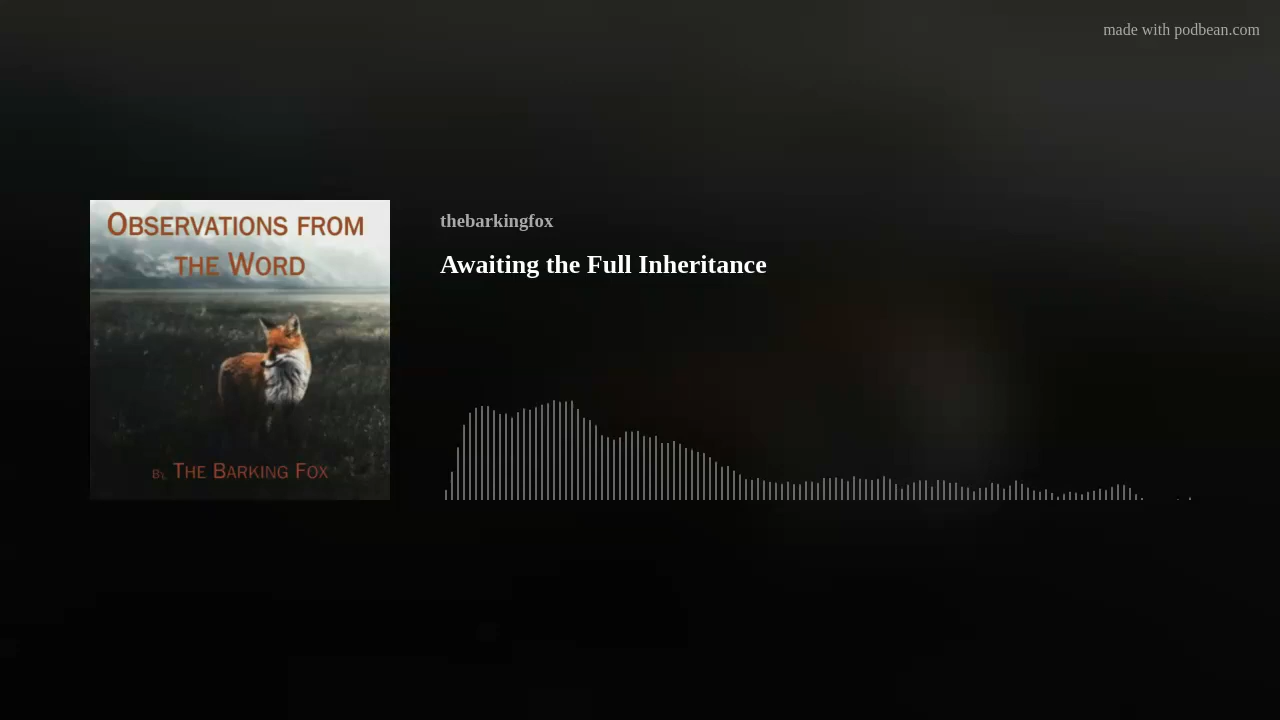 made with podbean.com
OBSERVATIONS FROM
THE WORD
thebarkingfox
Awaiting the Full Inheritance
BY THE BARKING FOX